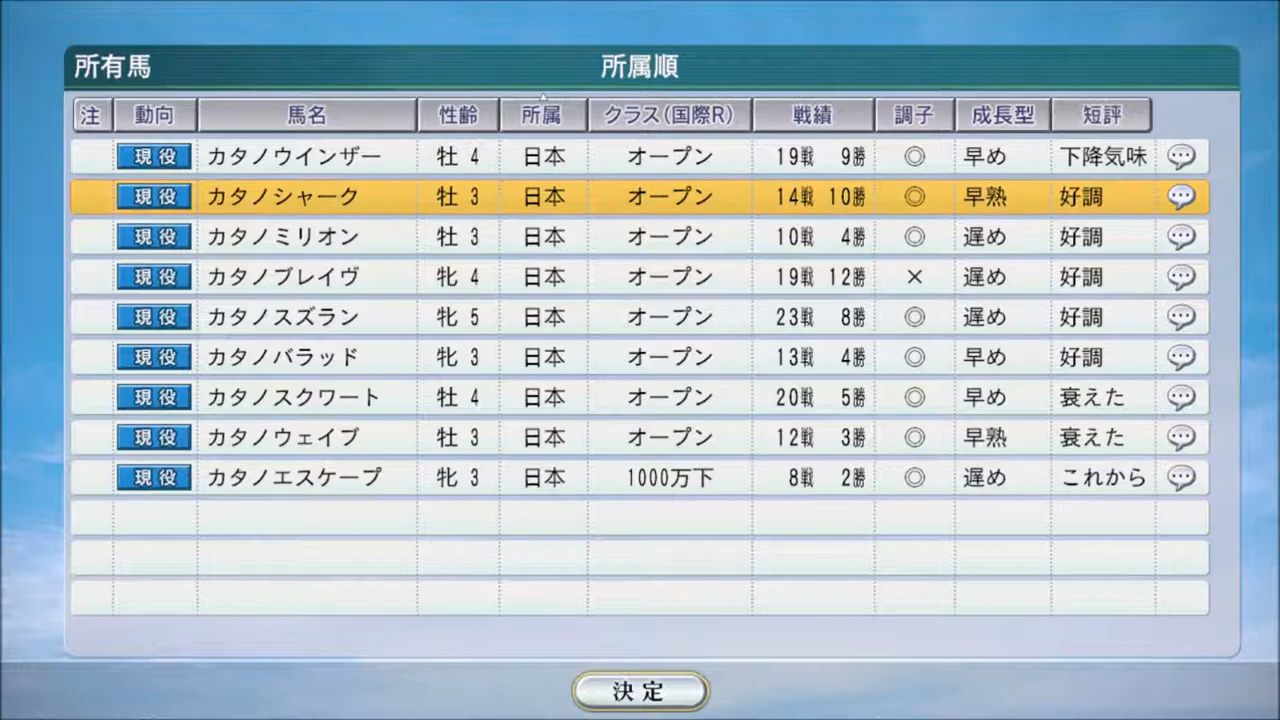 所有馬 所属順
注 動向 馬名 性齢 所属 クラス(国際R) 戦績 調子 成長型 短評
現役 カタノウインザー 牡 4 日本 オープン 19戦 9勝 ◎ 早め 下降気味
現役 カタノシャーク 牡 3 日本 オープン 14戦 10勝 ◎ 早熟 好調
現役 カタノミリオン 牡 3 日本 オープン 10戦 4勝 ◎ 遅め 好調
現役 カタノブレイヴ 牝 4 日本 オープン 19戦 12勝 × 遅め 好調
現役 カタノスズラン 牝 5 日本 オープン 23戦 8勝 ◎ 遅め 好調
現役 カタノバラッド 牝 3 日本 オープン 13戦 4勝 ◎ 早め 好調
現役 カタノスクワート 牡 4 日本 オープン 20戦 5勝 ◎ 早め 衰えた
現役 カタノウェイブ 牡 3 日本 オープン 12戦 3勝 ◎ 早熟 衰えた
現役 カタノエスケープ 牝 3 日本 1000万下 8戦 2勝 ◎ 遅め これから
決定